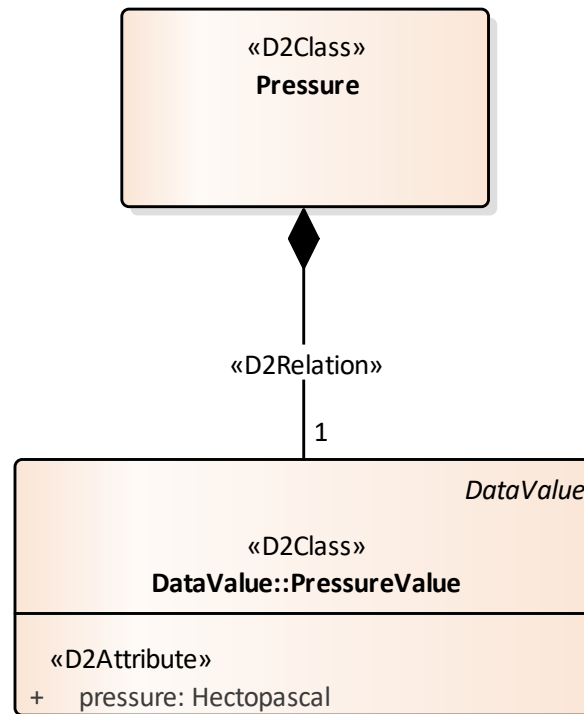 «D2Class»
Pressure
«D2Relation»
1
DataValue
«D2Class»
DataValue::PressureValue
«D2Attribute»
+ pressure: Hectopascal